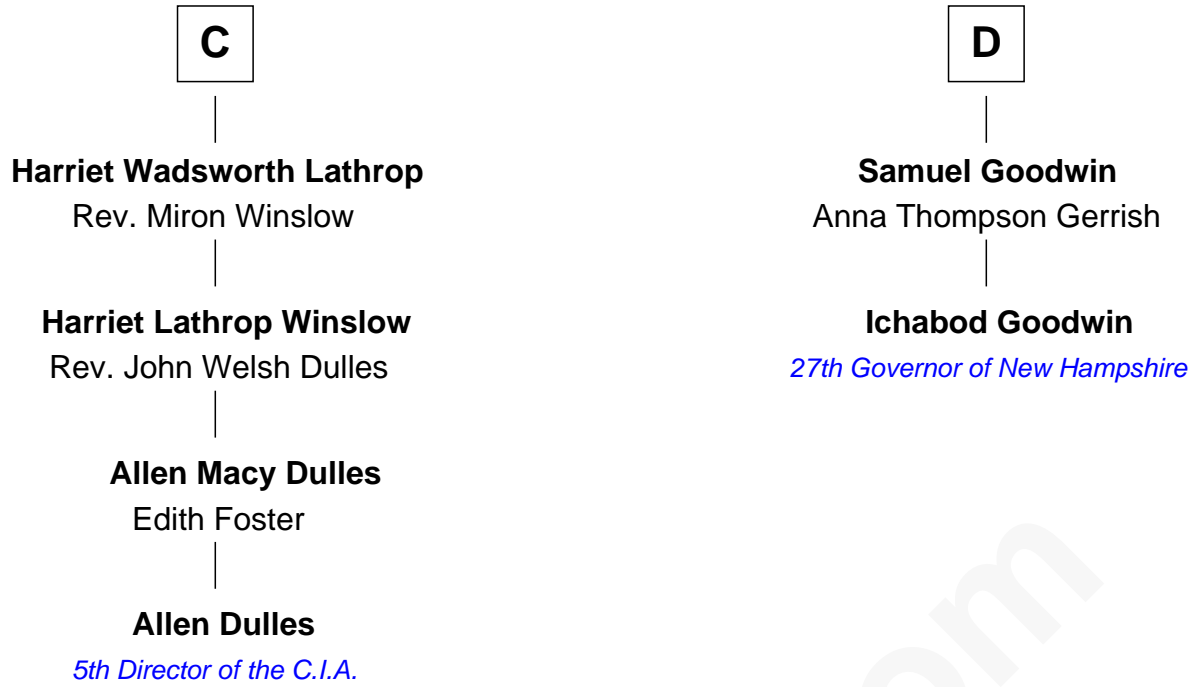 C
Harriet Wadsworth Lathrop
Rev. Miron Winslow
Harriet Lathrop Winslow
Rev. John Welsh Dulles
Allen Macy Dulles
Edith Foster
Allen Dulles
5th Director of the C.I.A.
D
Samuel Goodwin
Anna Thompson Gerrish
Ichabod Goodwin
27th Governor of New Hampshire
om